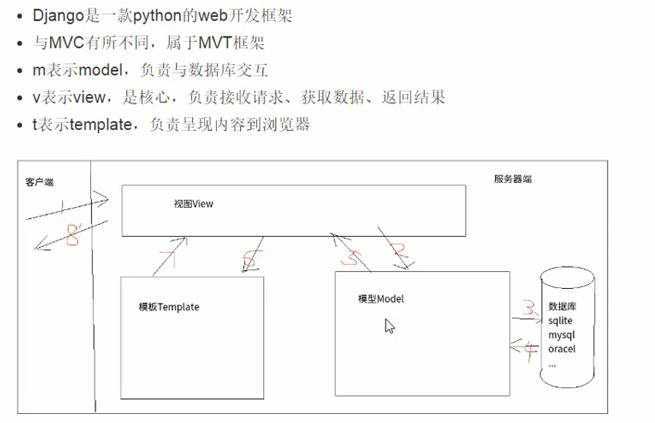 Django是一款python的web开发框架
与MVC有所不同，属于MVT框架
m表示model，负责与数据库交互
v表示view，是核心，负责接收请求、获取数据、返回结果
t表示template，负责呈现内容到浏览器
客户端
服务器端
视图View
1
8
7
6
5
2
模板Template
模型Model
3
4
数据库
sqlite
mysql
oracel
...